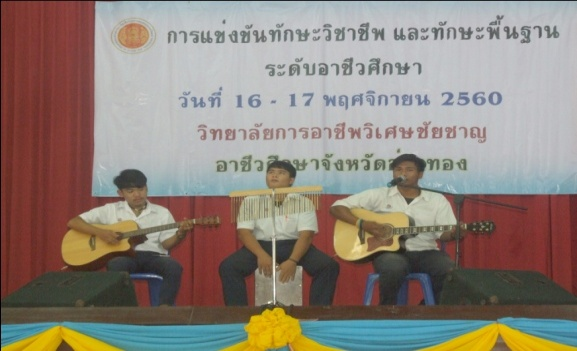 การแข่งขันทักษะวิชาชีพ และทักษะพื้นฐาน
ระดับอาชีวศึกษา
วันที่ 16 - 17 พฤศจิกายน 2560
วิทยาลัยการอาชีพวิเศษชัยชาญ
อาชีวศึกษาจังหวัด ทอง